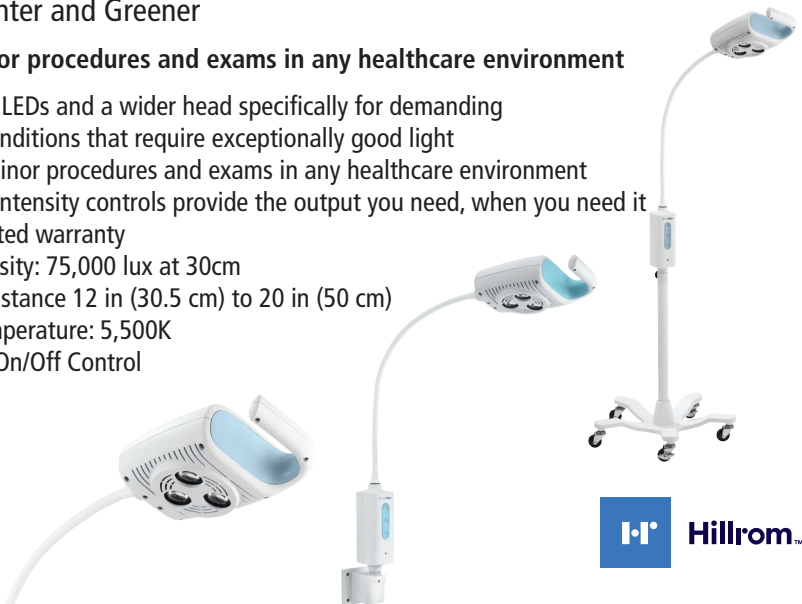 nter and Greener
or procedures and exams in any healthcare environment
LEDs and a wider head specifically for demanding
nditions that require exceptionally good light
inor procedures and exams in any healthcare environment
intensity controls provide the output you need, when you need it
ted warranty
sity: 75,000 lux at 30cm
stance 12 in (30.5 cm) to 20 in (50 cm)
perature: 5,500K
On/Off Control
Hillrom™